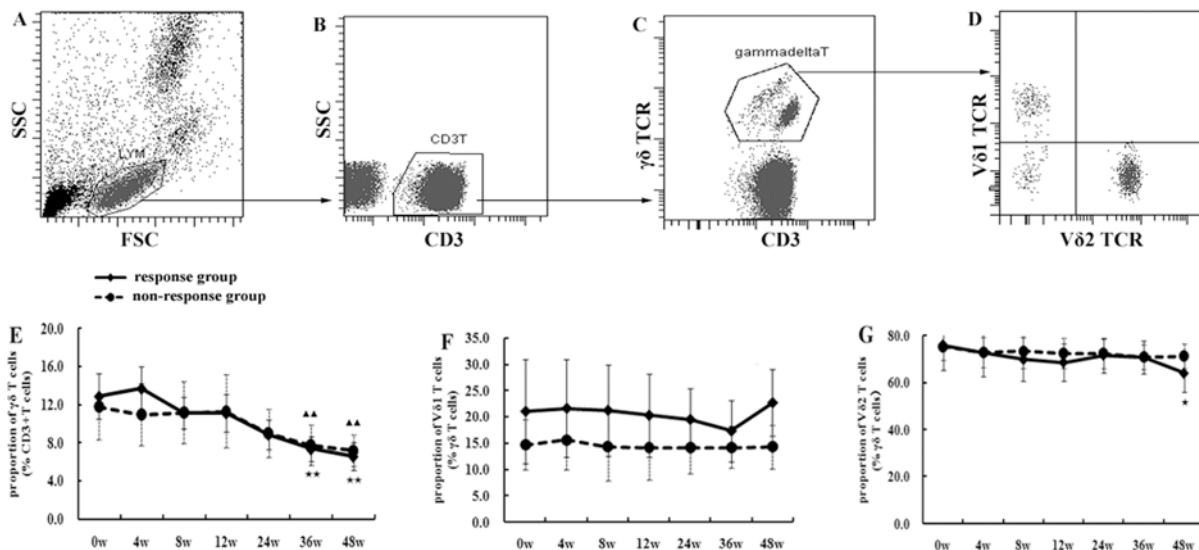 A
SSC
LYM
FSC
B
SSC
CD3T
CD3
C
γδ TCR
gammadeltaT
CD3
D
Vδ1 TCR
Vδ2 TCR
response group
non-response group
E
proportion of γδ T cells
(% CD3+T cells)
20.0
16.0
12.0
8.0
4.0
0.0
▲▲ ▲▲
★★ ★★
0w 4w 8w 12w 24w 36w 48w
F
proportion of Vδ1 T cells
(% γδ T cells)
35.0
30.0
25.0
20.0
15.0
10.0
5.0
0.0
0w 4w 8w 12w 24w 36w 48w
G
proportion of Vδ2 T cells
(% γδ T cells)
80.0
60.0
40.0
20.0
0.0
★
0w 4w 8w 12w 24w 36w 48w